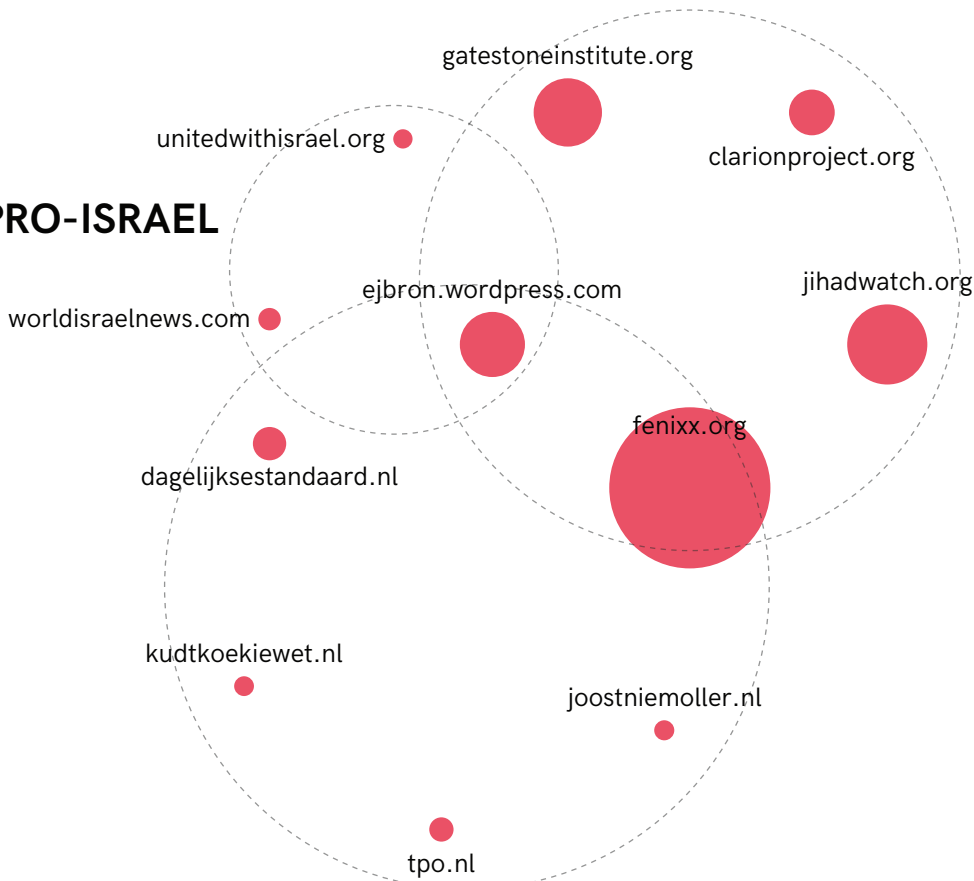 gatestoneinstitute.org
unitedwithisrael.org
clarionproject.org
PRO-ISRAEL
jihadwatch.org
ejbron.wordpress.com
worldisraelnews.com
fenixx.org
dagelijksestandaard.nl
kudtkoekiewet.nl
joostniemoller.nl
tpo.nl